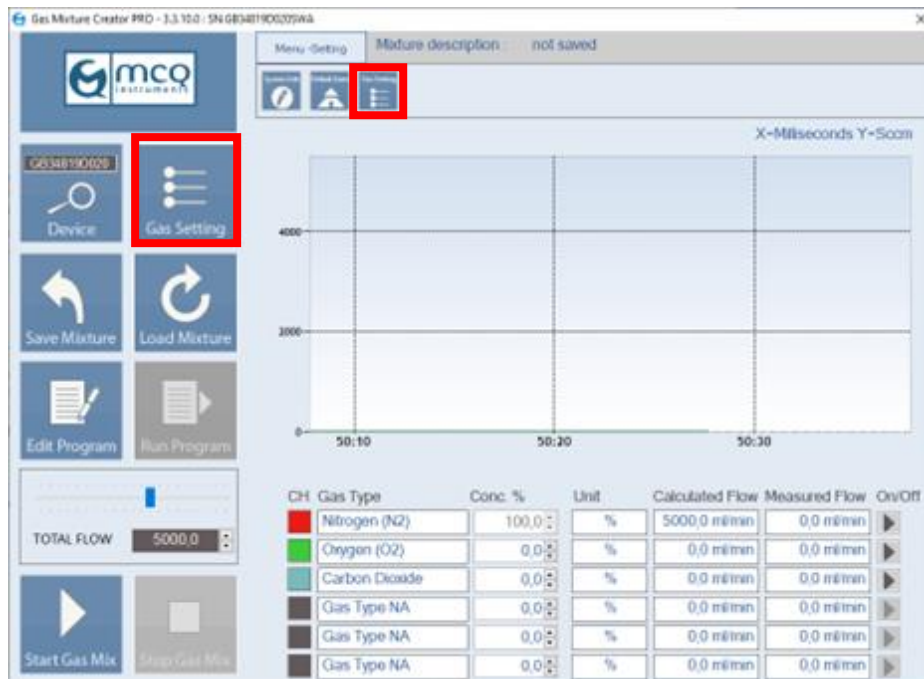 Gas Mixture Creator PRO - 3.3.10.0 : SN GB34819D020SWA
mcq
instruments
Menu -Setting
Mixture description :
not saved
X-Milliseconds Y-Sccm
GB34819D020
Device
Gas Setting
Save Mixture
Load Mixture
Edit Program
Run Program
TOTAL FLOW
5000,0
Start Gas Mix
Stop Gas Mix
4000
2000
0
50:10
50:20
50:30
CH Gas Type Conc. % Unit Calculated Flow Measured Flow On/Off
Nitrogen (N2) 100,0 % 5000,0 ml/min 0,0 ml/min
Oxygen (O2) 0,0 % 0,0 ml/min 0,0 ml/min
Carbon Dioxide 0,0 % 0,0 ml/min 0,0 ml/min
Gas Type NA 0,0 % 0,0 ml/min 0,0 ml/min
Gas Type NA 0,0 % 0,0 ml/min 0,0 ml/min
Gas Type NA 0,0 % 0,0 ml/min 0,0 ml/min